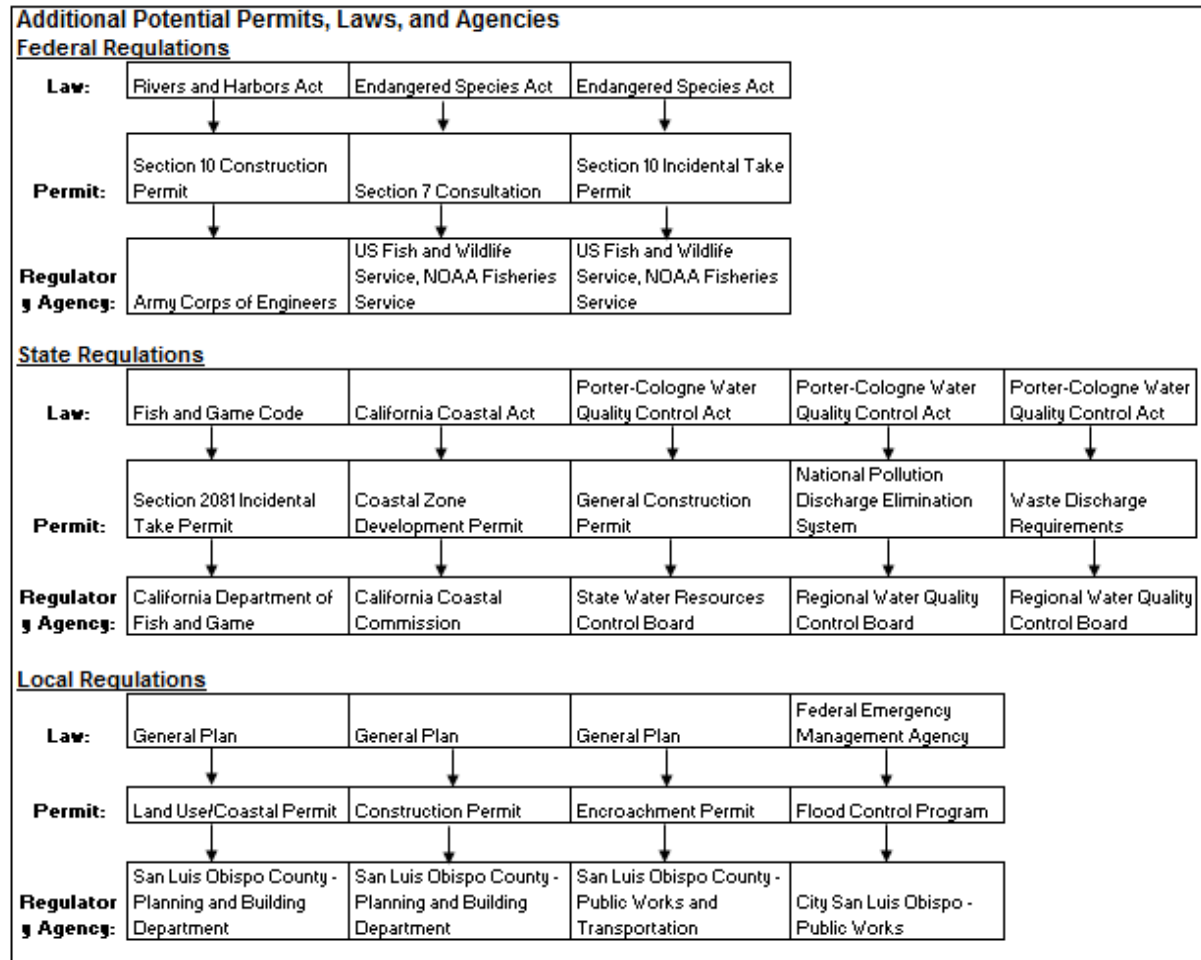 Additional Potential Permits, Laws, and Agencies
Federal Regulations
Law:
Rivers and Harbors Act
Endangered Species Act
Endangered Species Act
Permit:
Section 10 Construction
Permit
Section 7 Consultation
Section 10 Incidental Take
Permit
Regulator
y Agency:
Army Corps of Engineers
US Fish and Wildlife
Service, NOAA Fisheries
Service
US Fish and Wildlife
Service, NOAA Fisheries
Service
State Regulations
Law:
Fish and Game Code
California Coastal Act
Porter-Cologne Water
Quality Control Act
Porter-Cologne Water
Quality Control Act
Porter-Cologne Water
Quality Control Act
Permit:
Section 2081 Incidental
Take Permit
Coastal Zone
Development Permit
General Construction
Permit
National Pollution
Discharge Elimination
System
Waste Discharge
Requirements
Regulator
y Agency:
California Department of
Fish and Game
California Coastal
Commission
State Water Resources
Control Board
Regional Water Quality
Control Board
Regional Water Quality
Control Board
Local Regulations
Law:
General Plan
General Plan
General Plan
Federal Emergency
Management Agency
Permit:
Land Use/Coastal Permit
Construction Permit
Encroachment Permit
Flood Control Program
Regulator
y Agency:
San Luis Obispo County -
Planning and Building
Department
San Luis Obispo County -
Planning and Building
Department
San Luis Obispo County -
Public Works and
Transportation
City San Luis Obispo -
Public Works